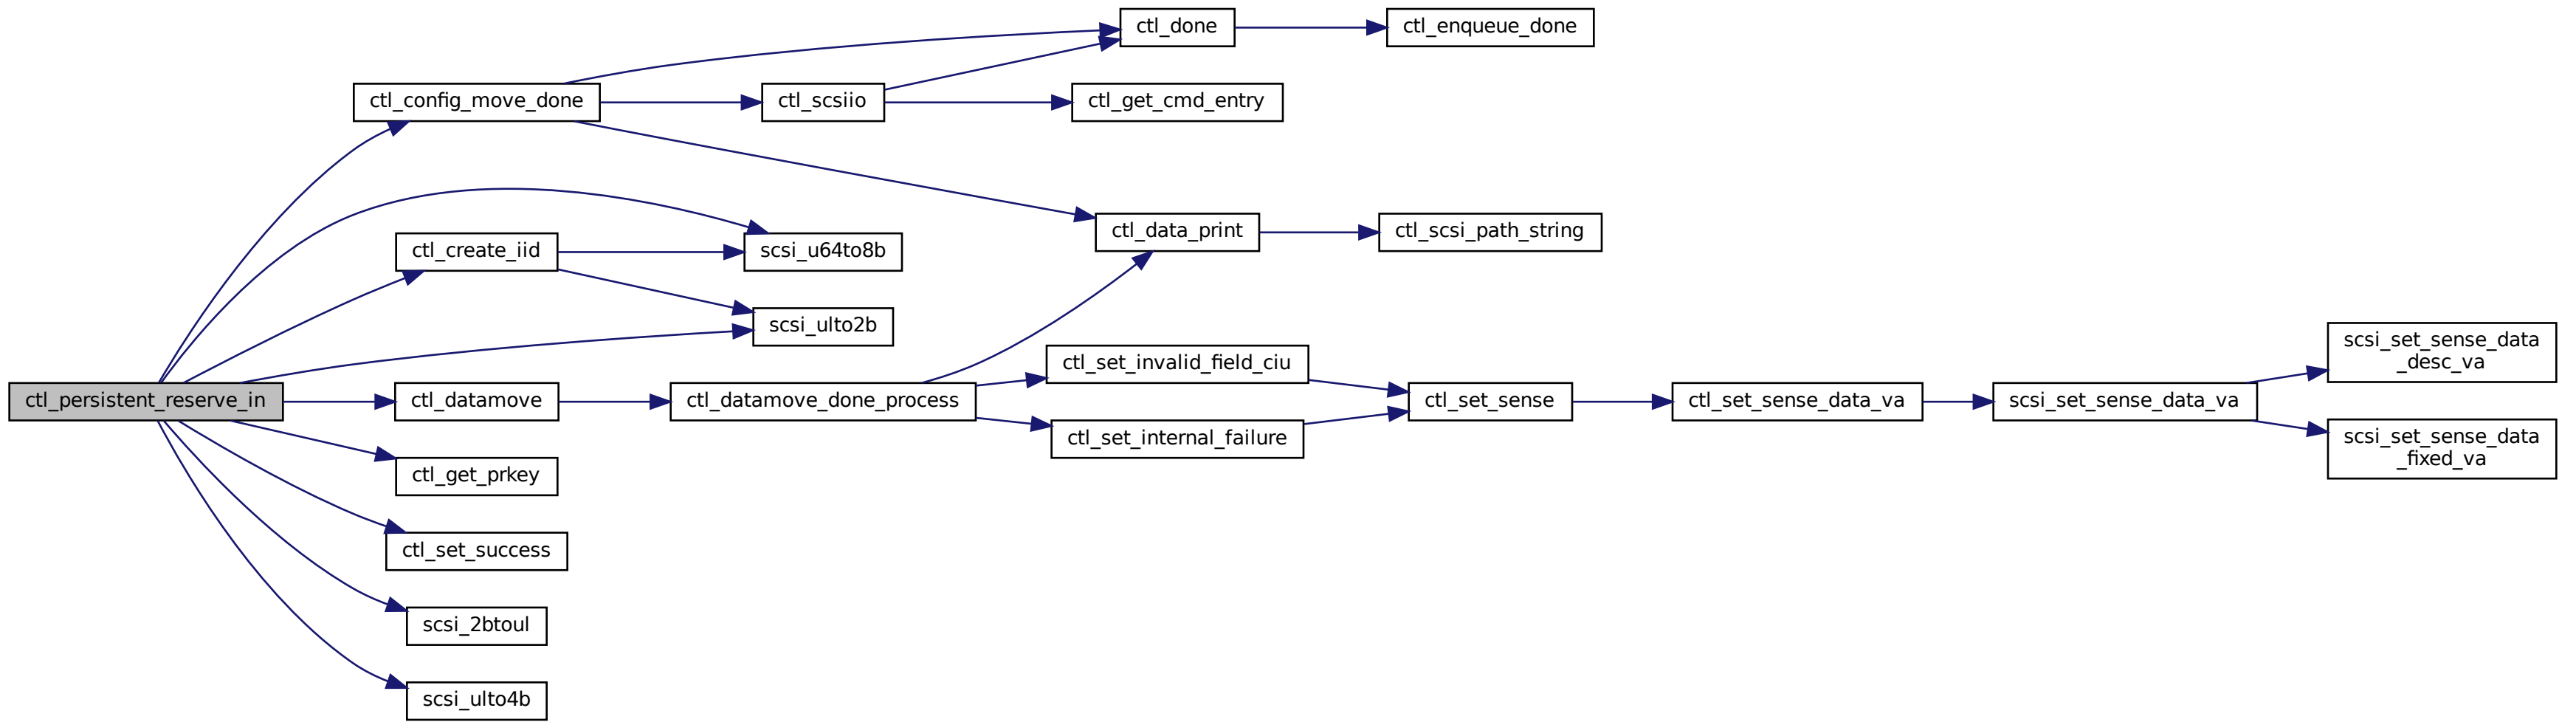 ctl_done
ctl_enqueue_done
ctl_config_move_done
ctl_scsiio
ctl_get_cmd_entry
ctl_data_print
ctl_scsi_path_string
ctl_create_iid
scsi_u64to8b
scsi_ulto2b
ctl_persistent_reserve_in
ctl_datamove
ctl_datamove_done_process
ctl_set_invalid_field_ciu
ctl_set_internal_failure
ctl_set_sense
ctl_set_sense_data_va
scsi_set_sense_data_va
scsi_set_sense_data
_desc_va
scsi_set_sense_data
_fixed_va
ctl_get_prkey
ctl_set_success
scsi_2btoul
scsi_ulto4b